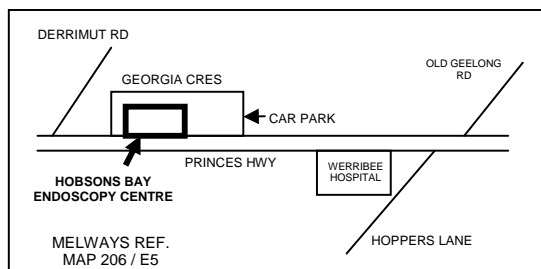 DERRIMUT RD
OLD GEELONG
RD
GEORGIA CRES
CAR PARK
PRINCES HWY
WERRIBEE
HOSPITAL
HOBSONS BAY
ENDOSCOPY CENTRE
MELWAYS REF.
MAP 206 / E5
HOPPERS LANE